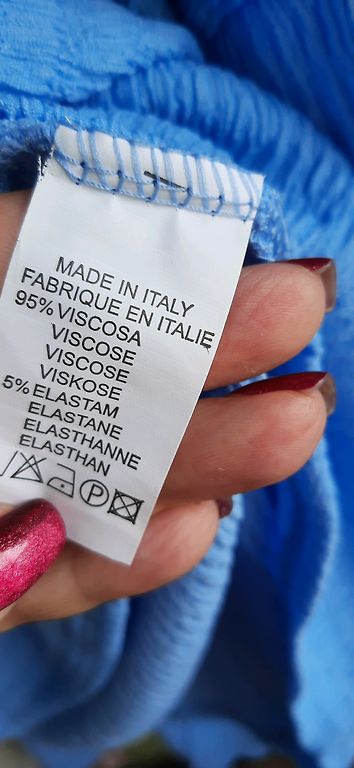 MADE IN ITALY
FABRIQUE EN ITALIE
95% VISCOSA
VISCOSE
VISCOSE
VISKOSE
5% ELASTAM
ELASTANE
ELASTHANNE
ELASTHAN
P